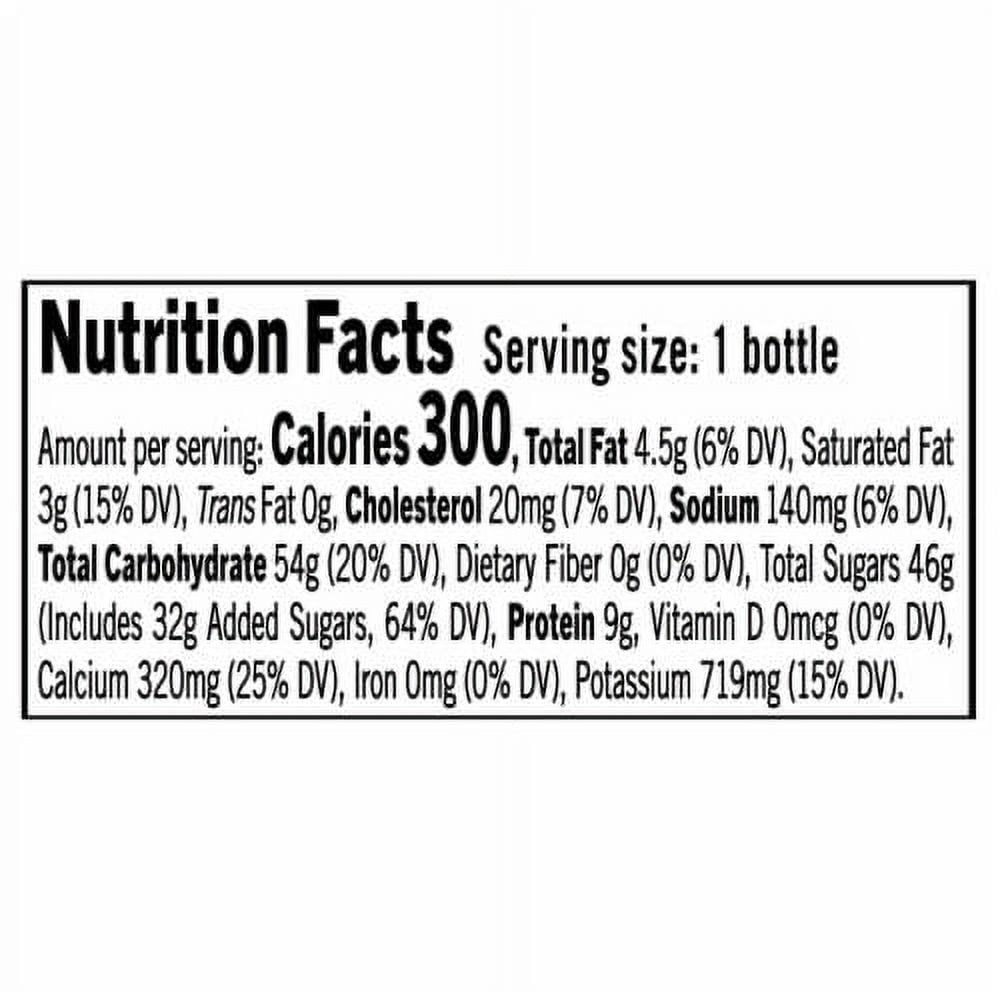 Nutrition Facts Serving size: 1 bottle
Amount per serving: Calories 300, Total Fat 4.5g (6% DV), Saturated Fat
3g (15% DV), Trans Fat 0g, Cholesterol 20mg (7% DV), Sodium 140mg (6% DV),
Total Carbohydrate 54g (20% DV), Dietary Fiber 0g (0% DV), Total Sugars 46g
(Includes 32g Added Sugars, 64% DV), Protein 9g, Vitamin D 0mcg (0% DV),
Calcium 320mg (25% DV), Iron 0mg (0% DV), Potassium 719mg (15% DV).